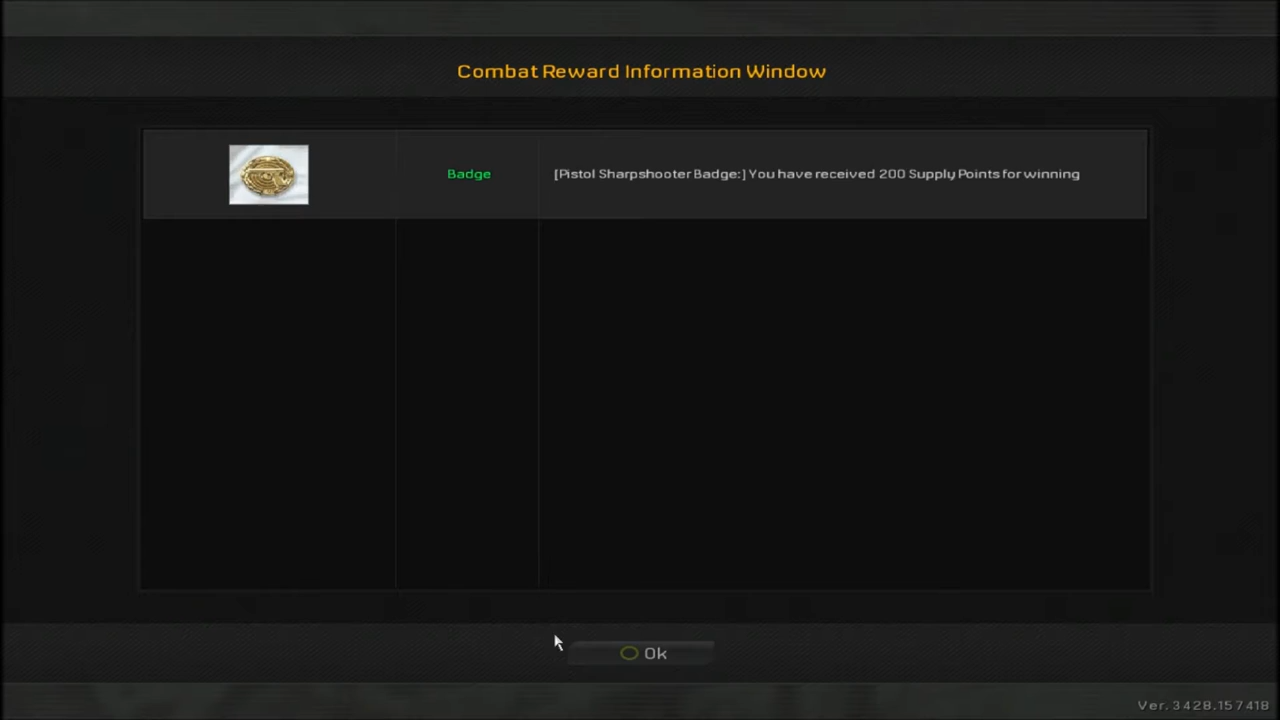 Combat Reward Information Window
Badge
[Pistol Sharpshooter Badge:] You have received 200 Supply Points for winning
Ok
Ver. 3428.157418